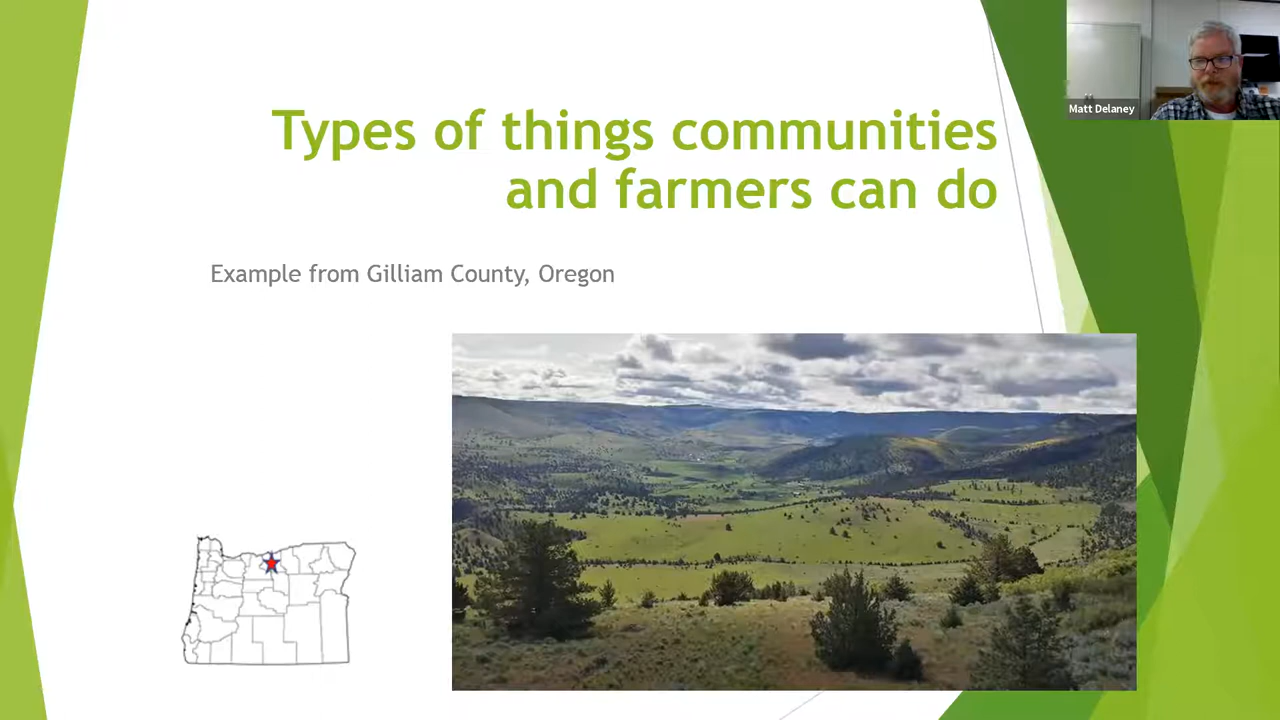 Types of things communities
and farmers can do
Matt Delaney
Example from Gilliam County, Oregon